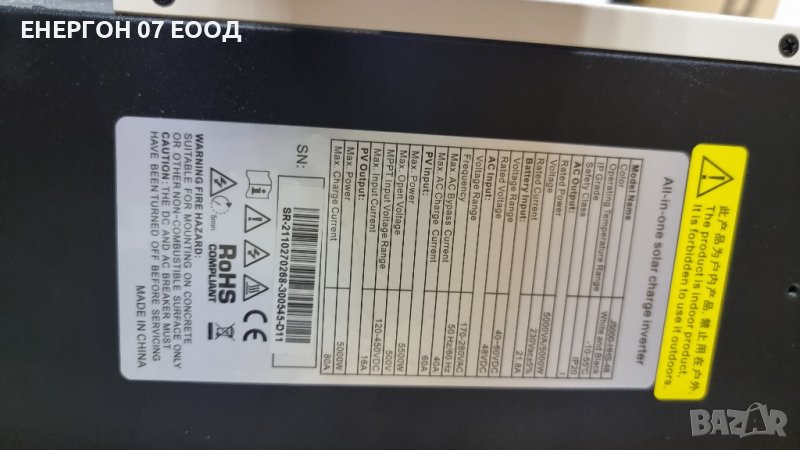 ЕНЕРГОН 07 ЕООД
此产品为户内产品, 禁止用在户外.
The product is indoor product,
It is forbidden to use it outdoors.
All-in-one solar charge inverter
Model Name
Color White and Black
Operating Temperature Range
IP Grade IP20
Safety Class I
AC Output:
Rated Power 5000VA/5000W
Rated Voltage
Rated Current 21.8A
Battery Input:
Voltage Range 40-60VDC
Rated Voltage 48VDC
AC Input:
Voltage Range 170-280VAC
Frequency 50 Hz/60 Hz
Max. AC Bypass Current 40A
Max. AC Charge Current 60A
PV Input:
Max. Power 5500W
Max. Open Voltage 500V
MPPT Input Voltage Range 120-450VDC
Max. Input Current 18A
PV Output:
Max. Power 5000W
Max. Charge Current 80A
SN:
SR-2110270268-300545-D11
5min
RoHS
COMPLIANT
CE
WARNING FIRE HAZARD:
SUITABLE FOR MOUNTING ON CONCRETE
OR OTHER NON-COMBUSTIBLE SURFACE ONLY
CAUTION: THE DC AND AC BREAKER MUST
HAVE BEEN TURNED OFF BEFORE SERVICING
MADE IN CHINA
BAZAR